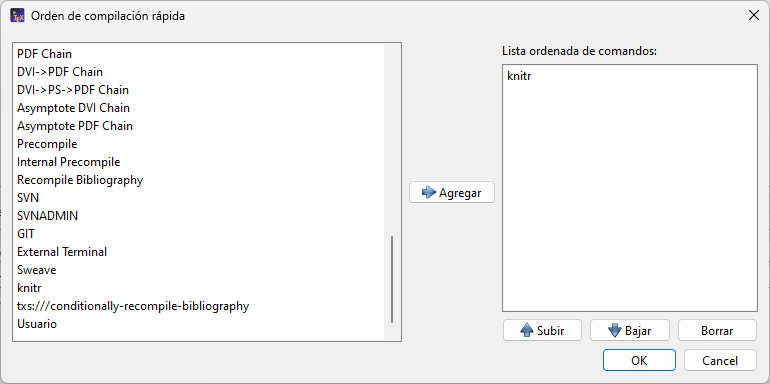 Orden de compilación rápida
PDF Chain
DVI->PDF Chain
DVI->PS->PDF Chain
Asymptote DVI Chain
Asymptote PDF Chain
Precompile
Internal Precompile
Recompile Bibliography
SVN
SVNADMIN
GIT
External Terminal
Sweave
knitr
txs:///conditionally-recompile-bibliography
Usuario
Agregar
Lista ordenada de comandos:
knitr
Subir
Bajar
Borrar
OK
Cancel